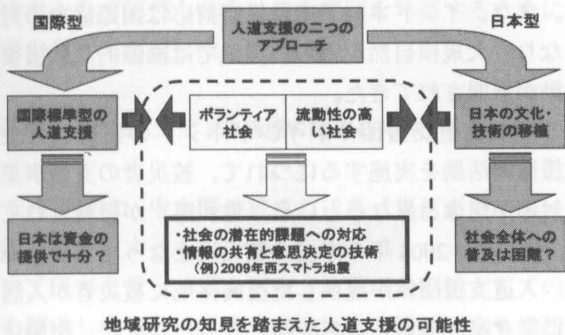 国際型
人道支援の二つの
アプローチ
日本型
国際標準型の
人道支援
ボランティア
社会
流動性の高
い社会
日本の文化・
技術の移植
日本は資金の
提供で十分？
・社会の潜在的課題への対応
・情報の共有と意思決定の技術
（例）2009年西スマトラ地震
社会全体への
普及は困難？
地域研究の知見を踏まえた人道支援の可能性